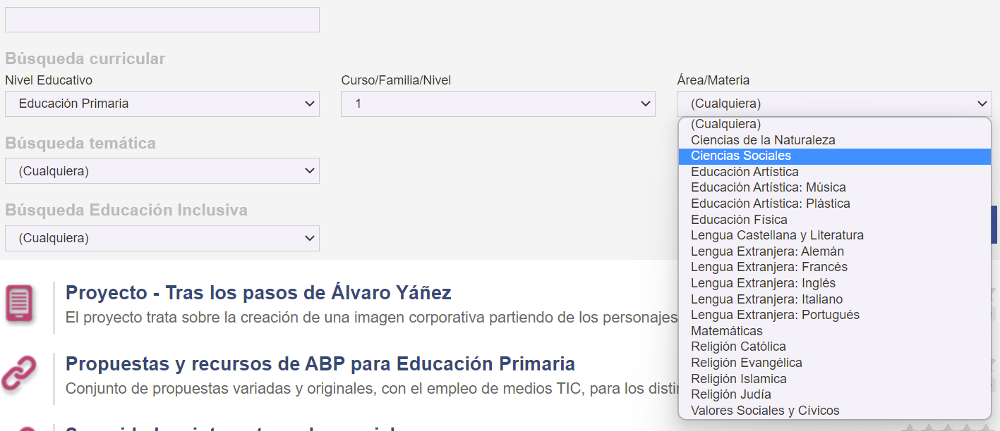 Búsqueda curricular
Nivel Educativo
Curso/Familia/Nivel
Área/Materia
Educación Primaria
1
(Cualquiera)
(Cualquiera)
Ciencias de la Naturaleza
Ciencias Sociales
Educación Artística
Educación Artística: Música
Educación Artística: Plástica
Educación Física
Lengua Castellana y Literatura
Lengua Extranjera: Alemán
Lengua Extranjera: Francés
Lengua Extranjera: Inglés
Lengua Extranjera: Italiano
Lengua Extranjera: Portugués
Matemáticas
Religión Católica
Religión Evangélica
Religión Islamica
Religión Judía
Valores Sociales y Cívicos
Búsqueda temática
(Cualquiera)
Búsqueda Educación Inclusiva
(Cualquiera)
Proyecto - Tras los pasos de Álvaro Yáñez
El proyecto trata sobre la creación de una imagen corporativa partiendo de los personajes
Propuestas y recursos de ABP para Educación Primaria
Conjunto de propuestas variadas y originales, con el empleo de medios TIC, para los